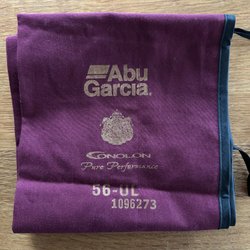 Abu
Garcia.
CONOLON
Pure Performance
56-UL
1096273